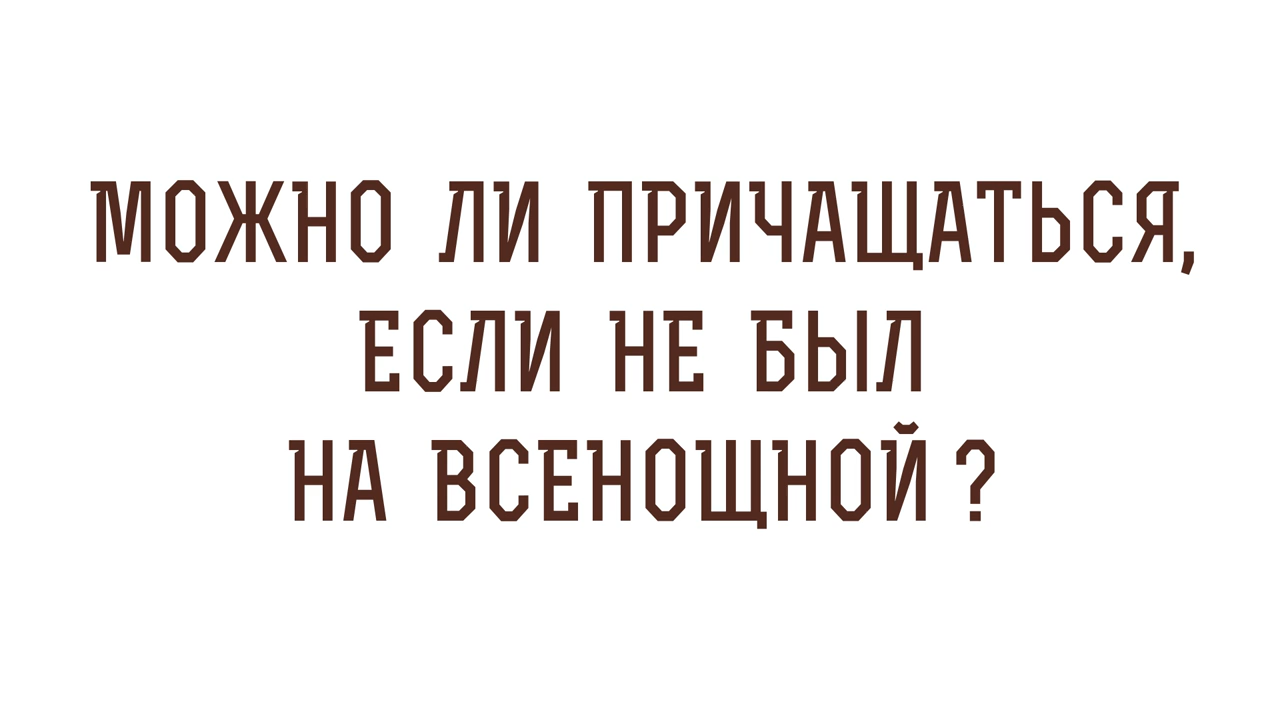 МОЖНО ЛИ ПРИЧАЩАТЬСЯ,
ЕСЛИ НЕ БЫЛ
НА ВСЕНОЩНОЙ?